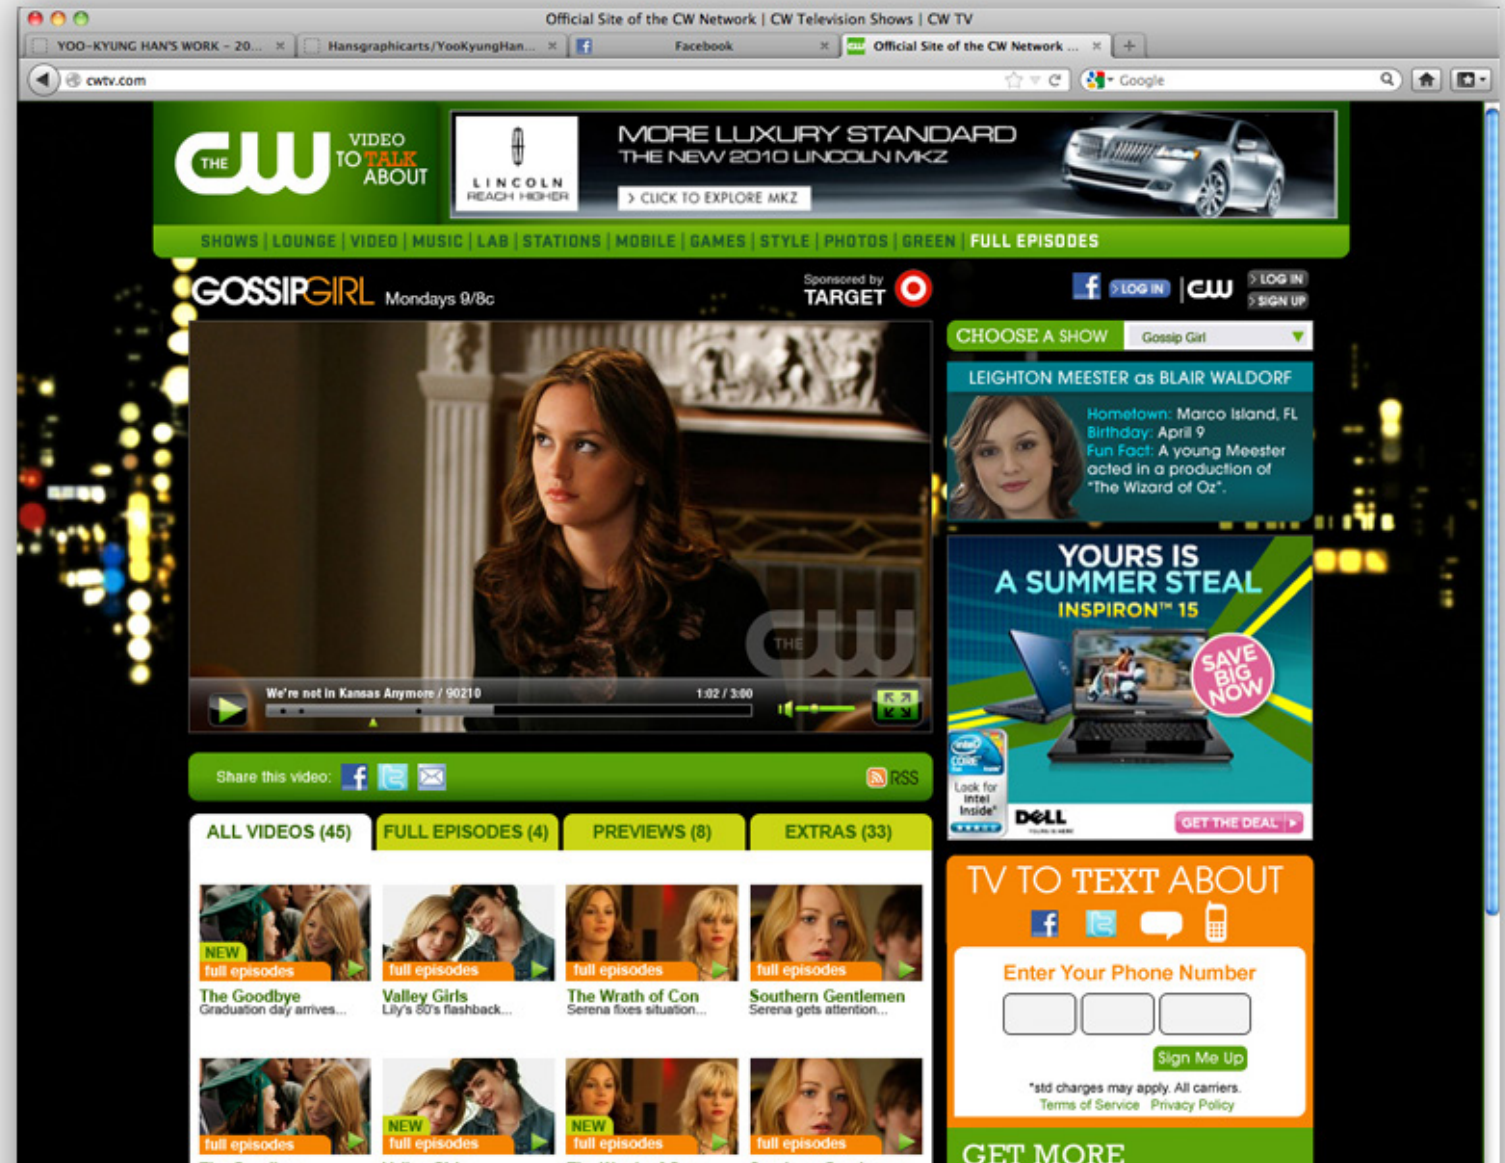 Official Site of the CW Network | CW Television Shows | CW TV
YOO-KYUNG HAN'S WORK - 20...
Hansgraphicarts/YooKyungHan...
Facebook
Official Site of the CW Network ...
cwtv.com
Google
THE CW
VIDEO
TO TALK
ABOUT
LINCOLN
REACH HIGHER
MORE LUXURY STANDARD
THE NEW 2010 LINCOLN MKZ
> CLICK TO EXPLORE MKZ
SHOWS | LOUNGE | VIDEO | MUSIC | LAB | STATIONS | MOBILE | GAMES | STYLE | PHOTOS | GREEN | FULL EPISODES
GOSSIPGIRL Mondays 9/8c
Sponsored by
TARGET
f > LOG IN | CW
> LOG IN
> SIGN UP
CHOOSE A SHOW
Gossip Girl
LEIGHTON MEESTER as BLAIR WALDORF
Hometown: Marco Island, FL
Birthday: April 9
Fun Fact: A young Meester
acted in a production of
"The Wizard of Oz".
THE CW
We're not in Kansas Anymore / 90210
1:02 / 3:00
YOURS IS
A SUMMER STEAL
INSPIRON™ 15
SAVE
BIG
NOW
intel
CORE
Look for
Intel
Inside*
DELL
YOURS IS HERE
GET THE DEAL
Share this video:
RSS
ALL VIDEOS (45)
FULL EPISODES (4)
PREVIEWS (8)
EXTRAS (33)
NEW
full episodes
The Goodbye
Graduation day arrives...
full episodes
Valley Girls
Lily's 80's flashback...
full episodes
The Wrath of Con
Serena fixes situation...
full episodes
Southern Gentlemen
Serena gets attention...
full episodes
NEW
full episodes
NEW
full episodes
full episodes
TV TO TEXT ABOUT
Enter Your Phone Number
Sign Me Up
*std charges may apply. All carriers.
Terms of Service Privacy Policy
GET MORE